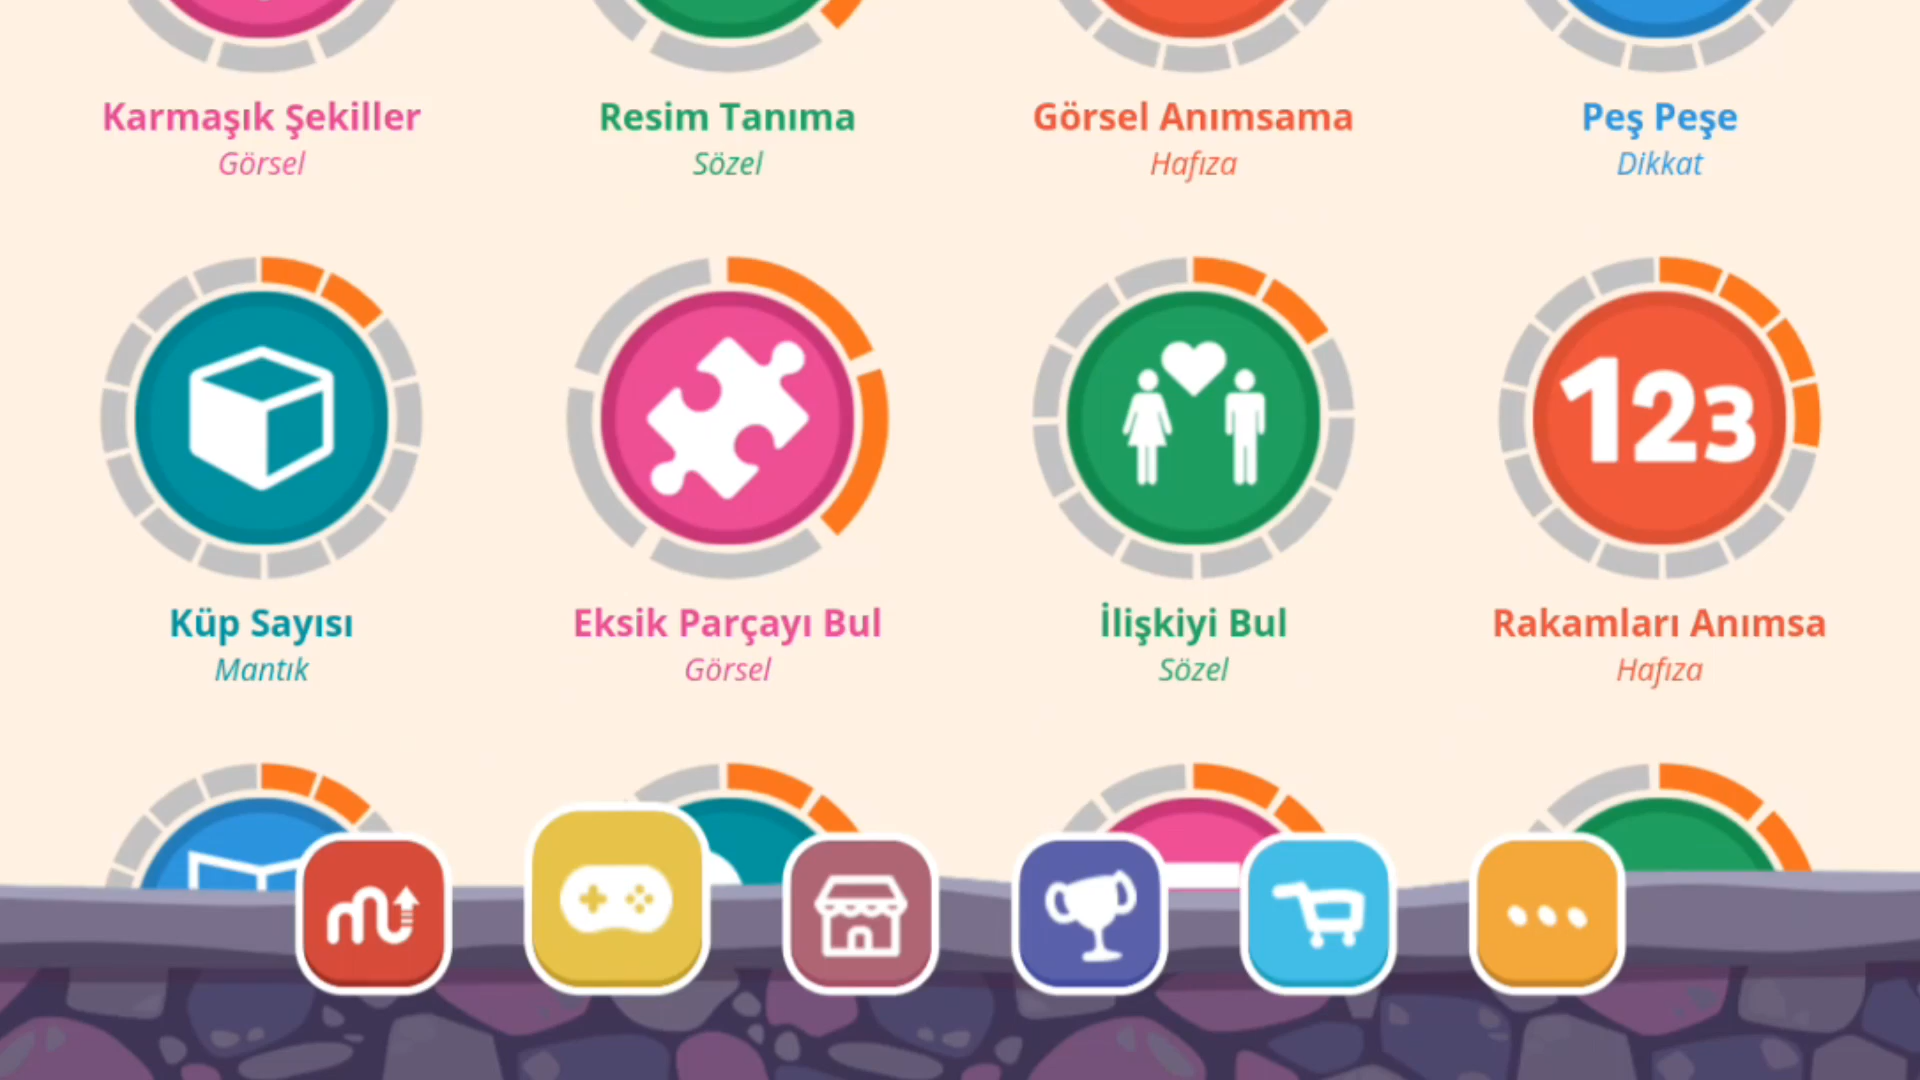 Karmaşık Şekiller
Görsel
Resim Tanıma
Sözel
Görsel Anımsama
Hafıza
Peş Peşe
Dikkat
Küp Sayısı
Mantık
Eksik Parçayı Bul
Görsel
İlişkiyi Bul
Sözel
123
Rakamları Anımsa
Hafıza